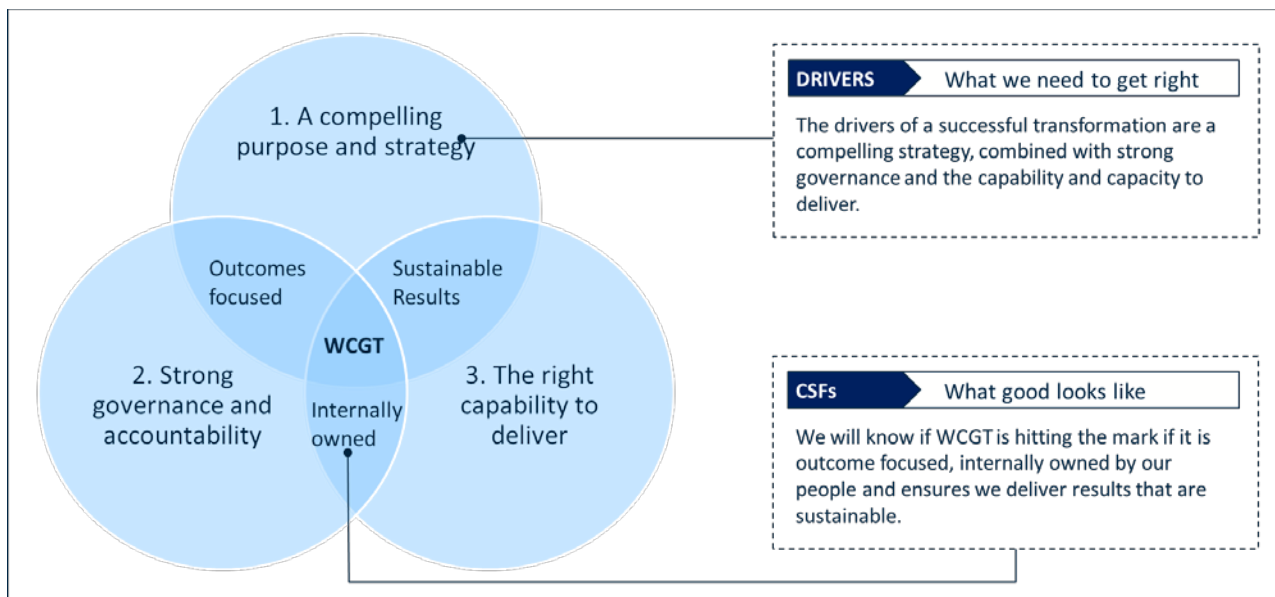 1. A compelling
purpose and strategy
Outcomes
focused
Sustainable
Results
WCGT
2. Strong
governance and
accountability
Internally
owned
3. The right
capability to
deliver
DRIVERS
What we need to get right
The drivers of a successful transformation are a
compelling strategy, combined with strong
governance and the capability and capacity to
deliver.
CSFs
What good looks like
We will know if WCGT is hitting the mark if it is
outcome focused, internally owned by our
people and ensures we deliver results that are
sustainable.